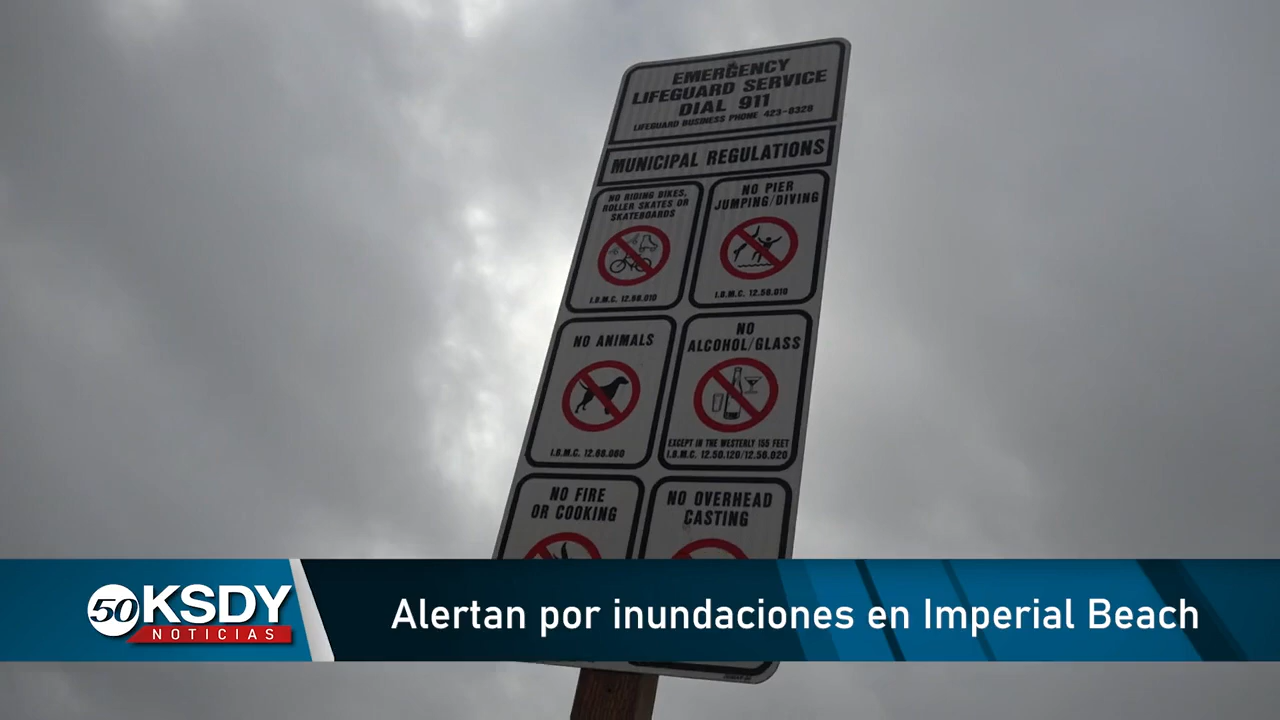 EMERGENCY
LIFEGUARD SERVICE
DIAL 911
LIFEGUARD BUSINESS PHONE 423-8328
MUNICIPAL REGULATIONS
NO RIDING BIKES,
ROLLER SKATES OR
SKATEBOARDS
I.B.M.C. 12.88.010
NO PIER
JUMPING/DIVING
I.B.M.C. 12.56.010
NO ANIMALS
I.B.M.C. 12.88.060
NO
ALCOHOL/GLASS
EXCEPT IN THE WESTERLY 155 FEET
I.B.M.C. 12.50.120/12.56.020
NO FIRE
OR COOKING
NO OVERHEAD
CASTING
50 KSDY
NOTICIAS
Alertan por inundaciones en Imperial Beach